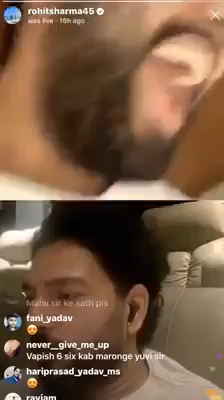 rohitsharma45
was live · 16h ago
Mahii sir ke sath pls
fani_yadav
😍
never__give_me_up
Vapish 6 six kab maronge yuvi sir
hariprasad_yadav_ms
😍
raviam